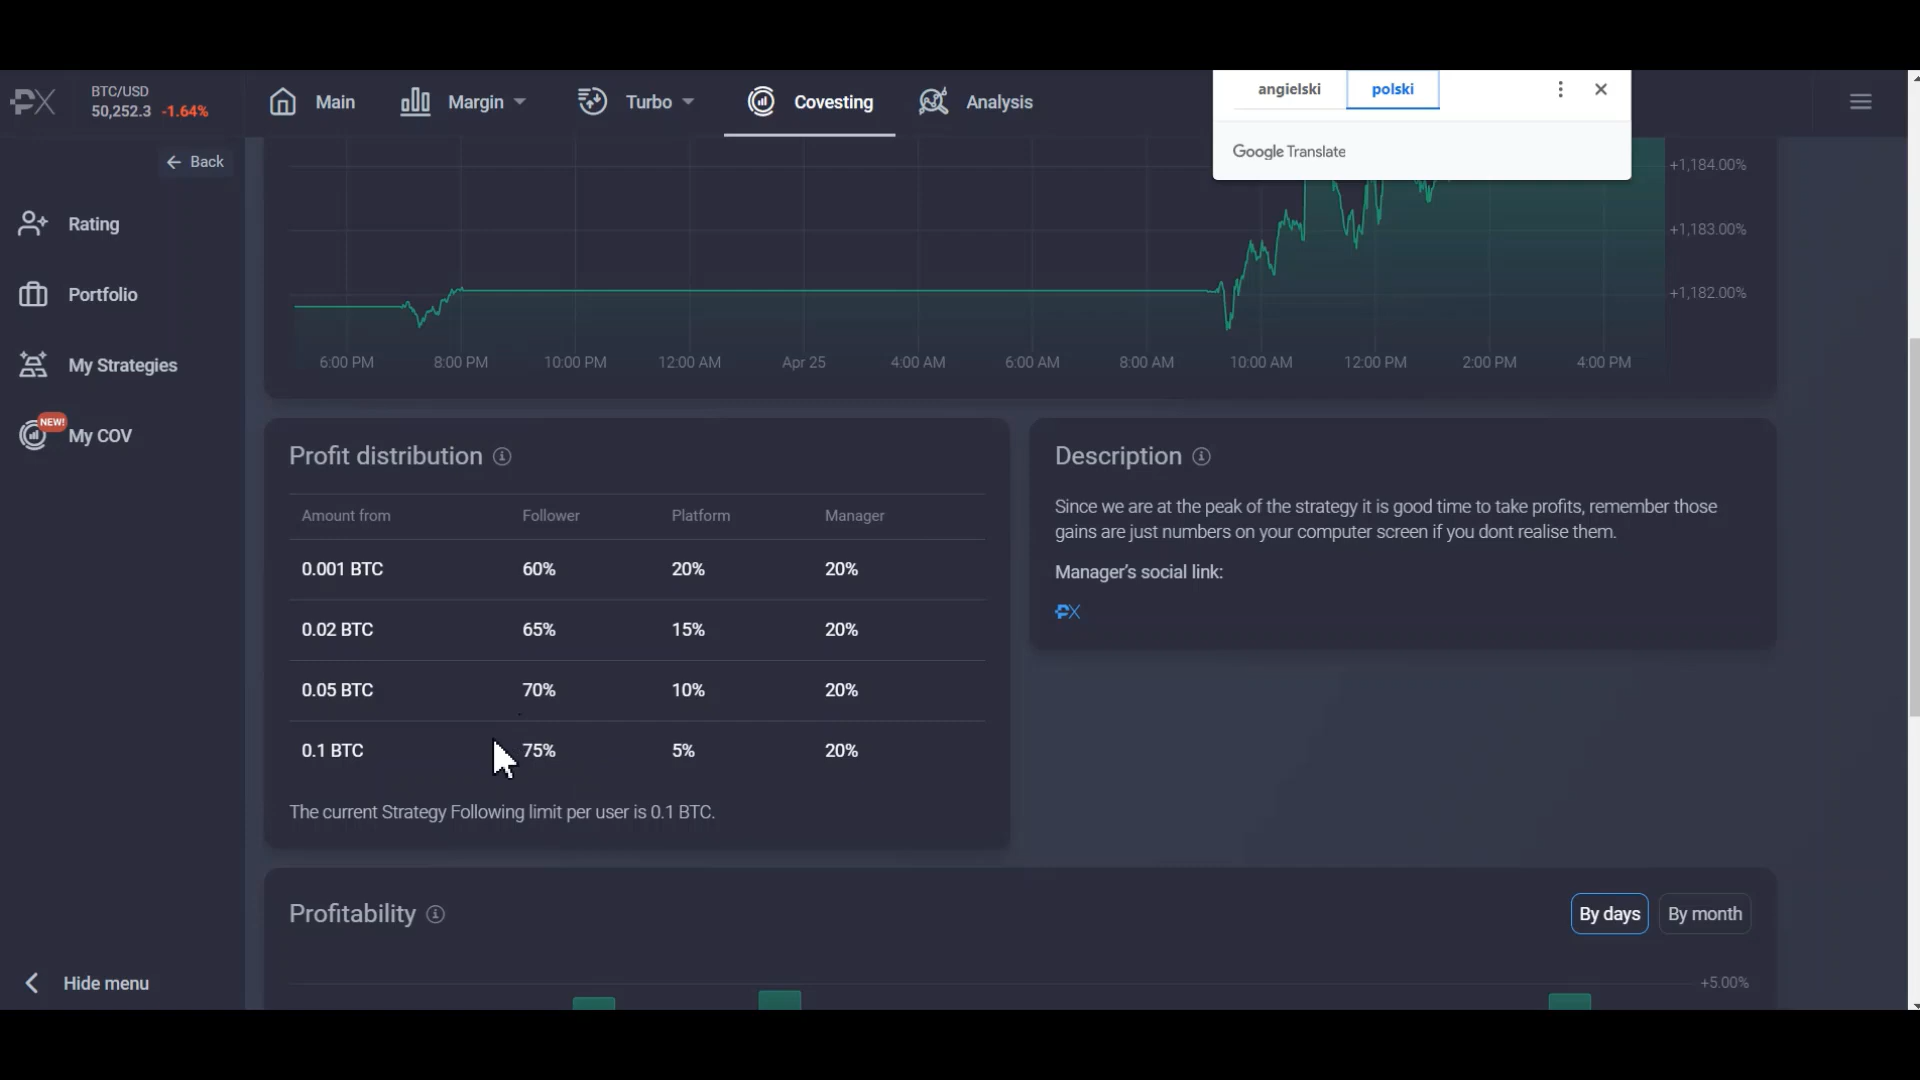 BTC/USD
50,252.3 -1.64%
Main
Margin
Turbo
Covesting
Analysis
angielski
polski
Google Translate
Back
Rating
Portfolio
My Strategies
NEW!
My COV
Hide menu
+1,184.00%
+1,183.00%
+1,182.00%
6:00 PM 8:00 PM 10:00 PM 12:00 AM Apr 25 4:00 AM 6:00 AM 8:00 AM 10:00 AM 12:00 PM 2:00 PM 4:00 PM
Profit distribution
Amount from Follower Platform Manager
0.001 BTC 60% 20% 20%
0.02 BTC 65% 15% 20%
0.05 BTC 70% 10% 20%
0.1 BTC 75% 5% 20%
The current Strategy Following limit per user is 0.1 BTC.
Description
Since we are at the peak of the strategy it is good time to take profits, remember those
gains are just numbers on your computer screen if you dont realise them.
Manager's social link:
PX
Profitability
By days
By month
+5.00%